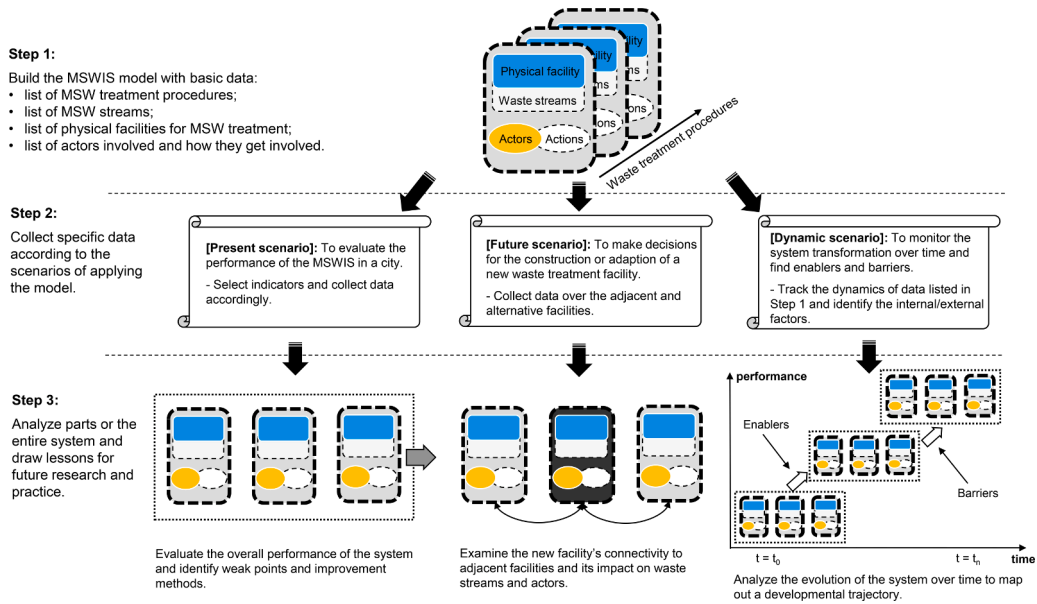 Step 1:
Build the MSWIS model with basic data:
• list of MSW treatment procedures;
• list of MSW streams;
• list of physical facilities for MSW treatment;
• list of actors involved and how they get involved.
Physical facility
Waste streams
Actors
Actions
ility
ms
ons
ility
ms
ons
Waste treatment procedures
Step 2:
Collect specific data
according to the
scenarios of applying
the model.
[Present scenario]: To evaluate the
performance of the MSWIS in a city.
- Select indicators and collect data
accordingly.
[Future scenario]: To make decisions
for the construction or adaption of a
new waste treatment facility.
- Collect data over the adjacent and
alternative facilities.
[Dynamic scenario]: To monitor the
system transformation over time and
find enablers and barriers.
- Track the dynamics of data listed in
Step 1 and identify the internal/external
factors.
Step 3:
Analyze parts or the
entire system and
draw lessons for
future research and
practice.
Evaluate the overall performance of the system
and identify weak points and improvement
methods.
Examine the new facility's connectivity to
adjacent facilities and its impact on waste
streams and actors.
performance
Enablers
Barriers
t = t0
t = tn
time
Analyze the evolution of the system over time to map
out a developmental trajectory.